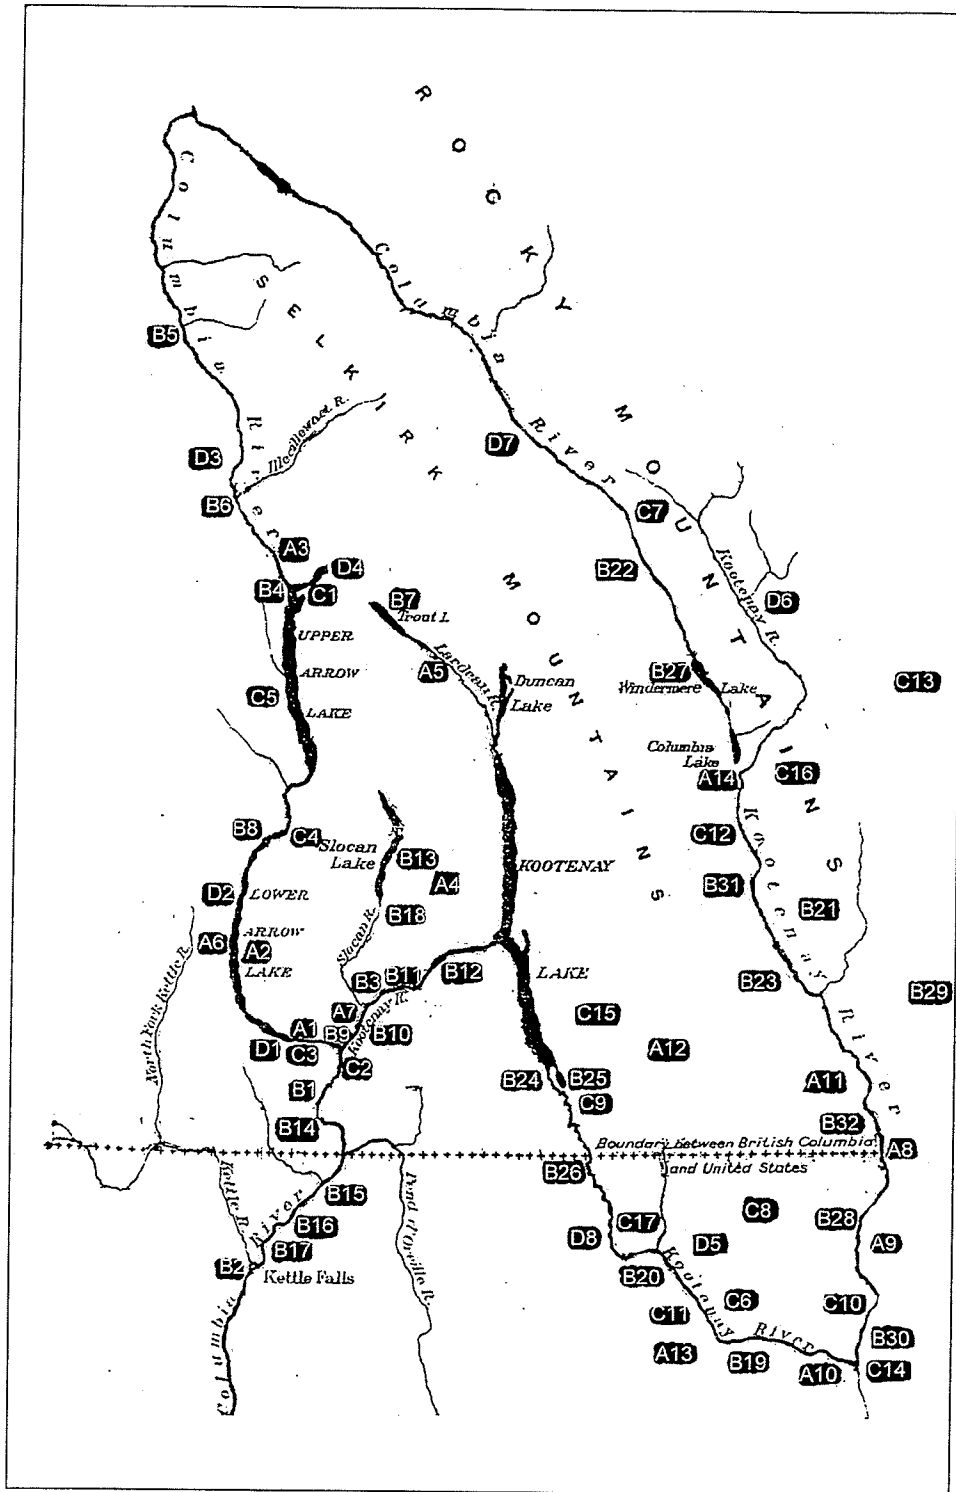 ROCKY MOUNTAINS
Columbia River
Columbia River
SELKIRK MOUNTAINS
B5
Illecillewaet R.
D3
D7
B6
C7
A3
D4
B4
C1
B22
B7
Trout L
D6
Kootenay R.
UPPER
ARROW
LAKE
Lardeau R.
A5
Duncan
Lake
B27
Windermere Lake
C13
C5
Columbia
Lake
A14
C16
B8
C4
Slocan
Lake
B13
C12
Kootenay River
KOOTENAY
LAKE
A4
B31
D2
LOWER
ARROW
LAKE
B18
B21
A6
A2
Slocan R.
North Fork Kettle R.
B3
B11
B12
B23
B29
A7
Kootenay R.
C15
A1
B9
B10
D1
C3
C2
A12
B1
B24
B25
A11
C9
B14
B32
Boundary between British Columbia
and United States
A8
B26
Kettle R.
B15
Pend d'Oreille R.
C8
B16
C17
B28
D8
D5
A9
B17
B2
Kettle Falls
B20
Kootenay River
C6
C10
C11
B30
A13
B19
A10
C14
Columbia River